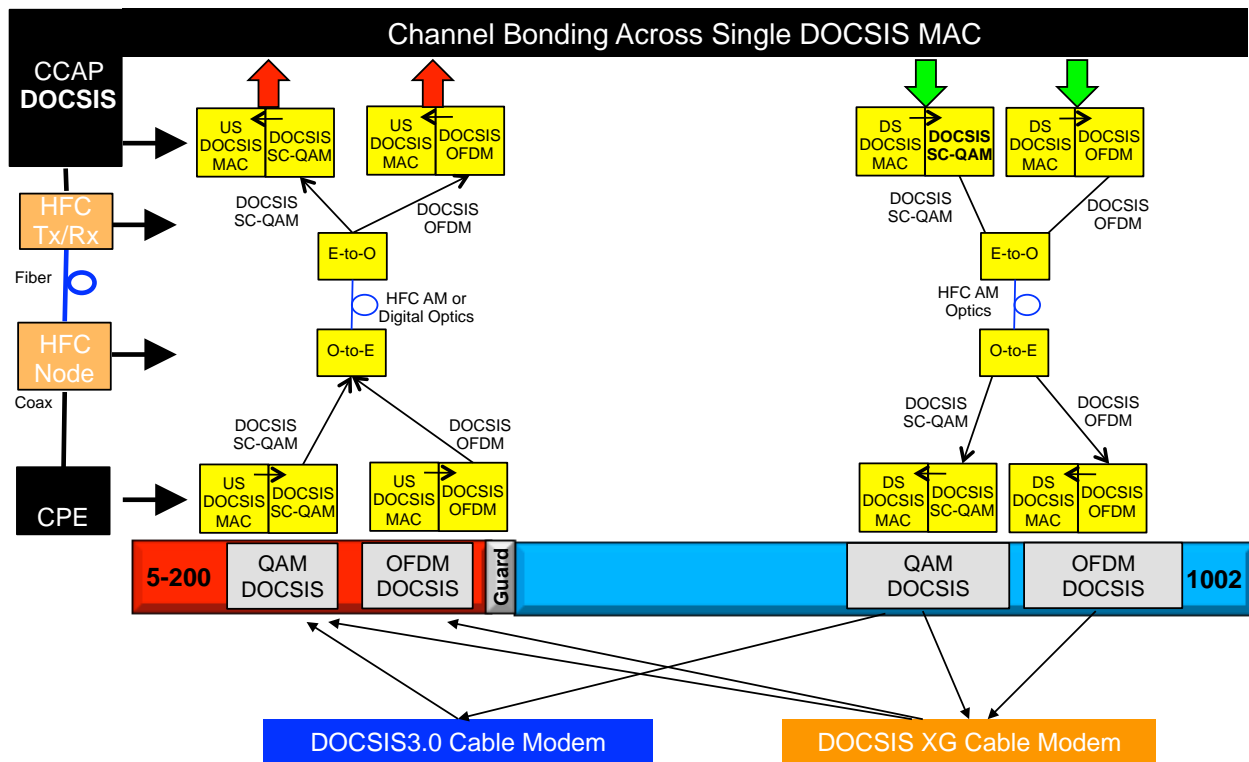 Channel Bonding Across Single DOCSIS MAC
CCAP
DOCSIS
US
DOCSIS
MAC
DOCSIS
SC-QAM
US
DOCSIS
MAC
DOCSIS
OFDM
DS
DOCSIS
MAC
DOCSIS
SC-QAM
DS
DOCSIS
MAC
DOCSIS
OFDM
HFC
Tx/Rx
DOCSIS
SC-QAM
DOCSIS
OFDM
DOCSIS
SC-QAM
DOCSIS
OFDM
E-to-O
E-to-O
Fiber
HFC AM or
Digital Optics
HFC AM
Optics
HFC
Node
O-to-E
O-to-E
Coax
DOCSIS
SC-QAM
DOCSIS
OFDM
DOCSIS
SC-QAM
DOCSIS
OFDM
CPE
US
DOCSIS
MAC
DOCSIS
SC-QAM
US
DOCSIS
MAC
DOCSIS
OFDM
DS
DOCSIS
MAC
DOCSIS
SC-QAM
DS
DOCSIS
MAC
DOCSIS
OFDM
5-200
QAM
DOCSIS
OFDM
DOCSIS
Guard
QAM
DOCSIS
OFDM
DOCSIS
1002
DOCSIS3.0 Cable Modem
DOCSIS XG Cable Modem